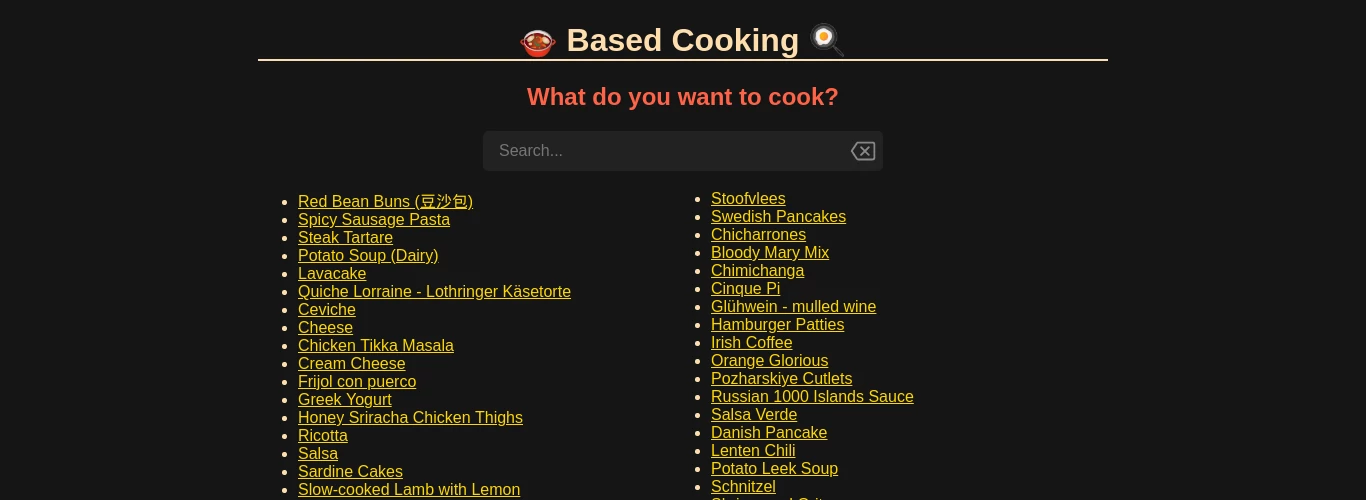 Based Cooking
What do you want to cook?
Search...
Red Bean Buns (豆沙包)
Spicy Sausage Pasta
Steak Tartare
Potato Soup (Dairy)
Lavacake
Quiche Lorraine - Lothringer Käsetorte
Ceviche
Cheese
Chicken Tikka Masala
Cream Cheese
Frijol con puerco
Greek Yogurt
Honey Sriracha Chicken Thighs
Ricotta
Salsa
Sardine Cakes
Slow-cooked Lamb with Lemon
Stoofvlees
Swedish Pancakes
Chicharrones
Bloody Mary Mix
Chimichanga
Cinque Pi
Glühwein - mulled wine
Hamburger Patties
Irish Coffee
Orange Glorious
Pozharskiye Cutlets
Russian 1000 Islands Sauce
Salsa Verde
Danish Pancake
Lenten Chili
Potato Leek Soup
Schnitzel